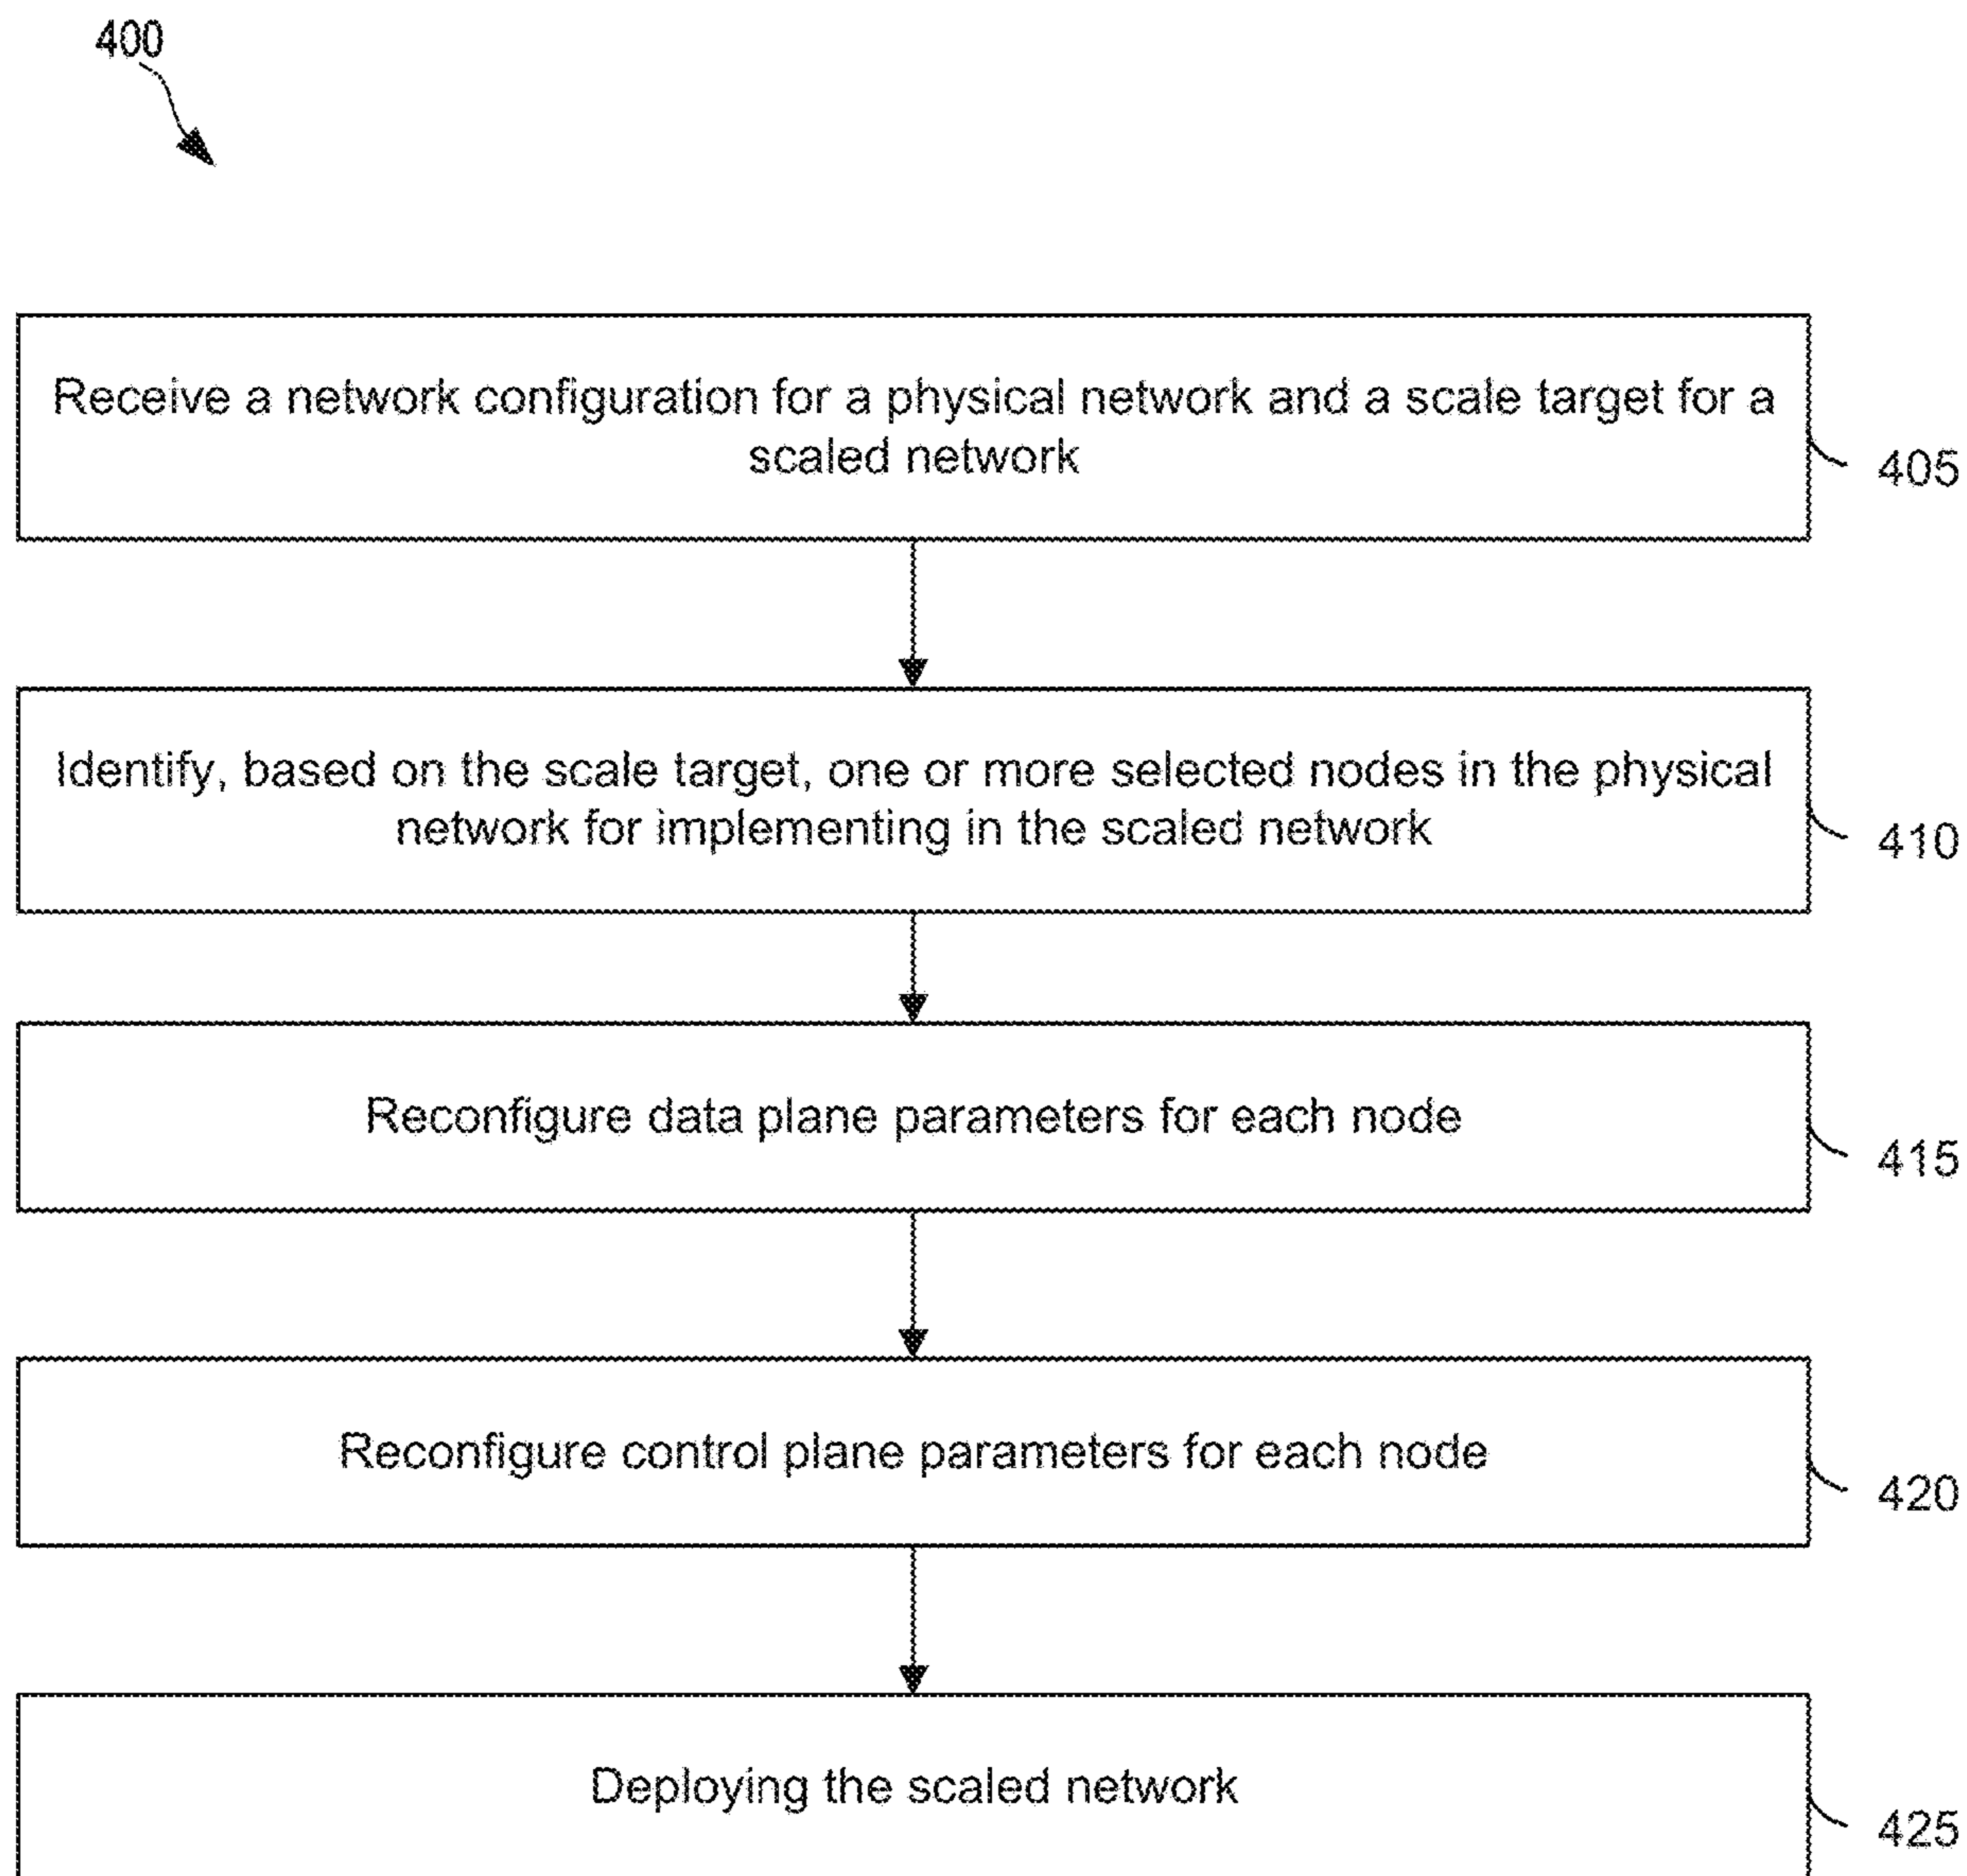 400
Receive a network configuration for a physical network and a scale target for a
scaled network
405
Identify, based on the scale target, one or more selected nodes in the physical
network for implementing in the scaled network
410
Reconfigure data plane parameters for each node
415
Reconfigure control plane parameters for each node
420
Deploying the scaled network
425